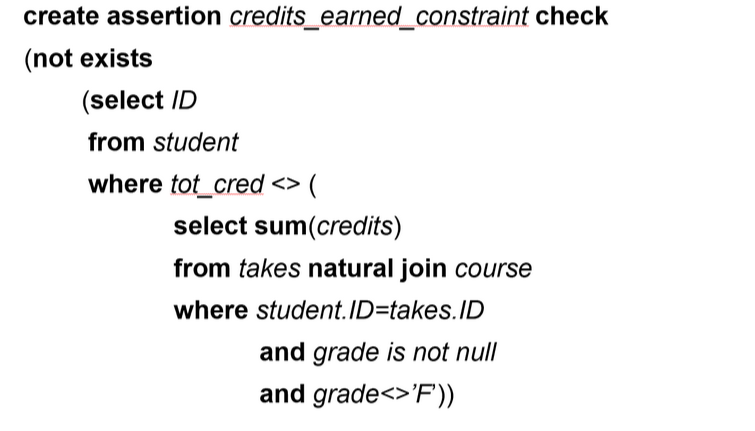 create assertion credits_earned_constraint check
(not exists
(select ID
from student
where tot_cred <> (
select sum(credits)
from takes natural join course
where student.ID=takes.ID
and grade is not null
and grade<>’F’))